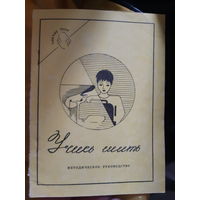 Учись шить
МЕТОДИЧЕСКОЕ РУКОВОДСТВО